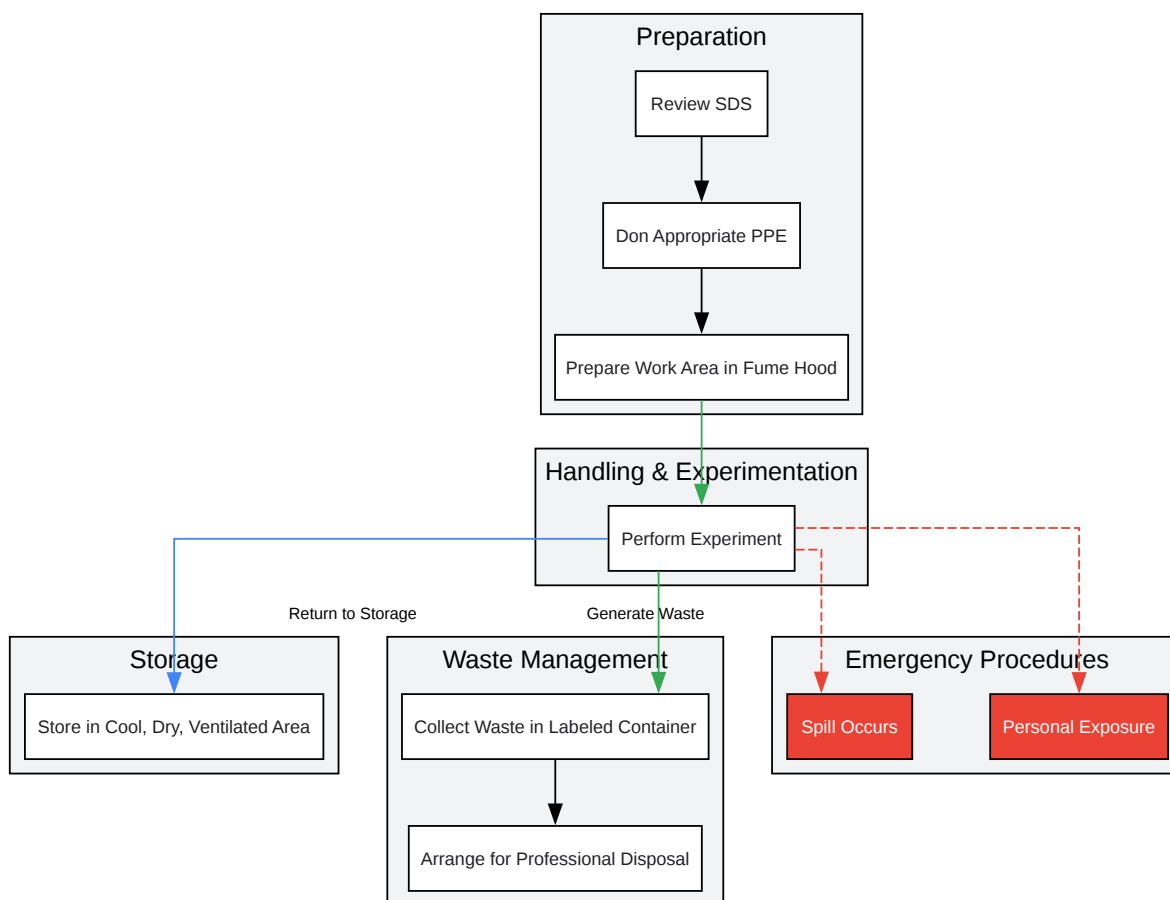 Preparation
Review SDS
Don Appropriate PPE
Prepare Work Area in Fume Hood
Handling & Experimentation
Perform Experiment
Return to Storage
Generate Waste
Storage
Store in Cool, Dry, Ventilated Area
Waste Management
Collect Waste in Labeled Container
Arrange for Professional Disposal
Emergency Procedures
Spill Occurs
Personal Exposure